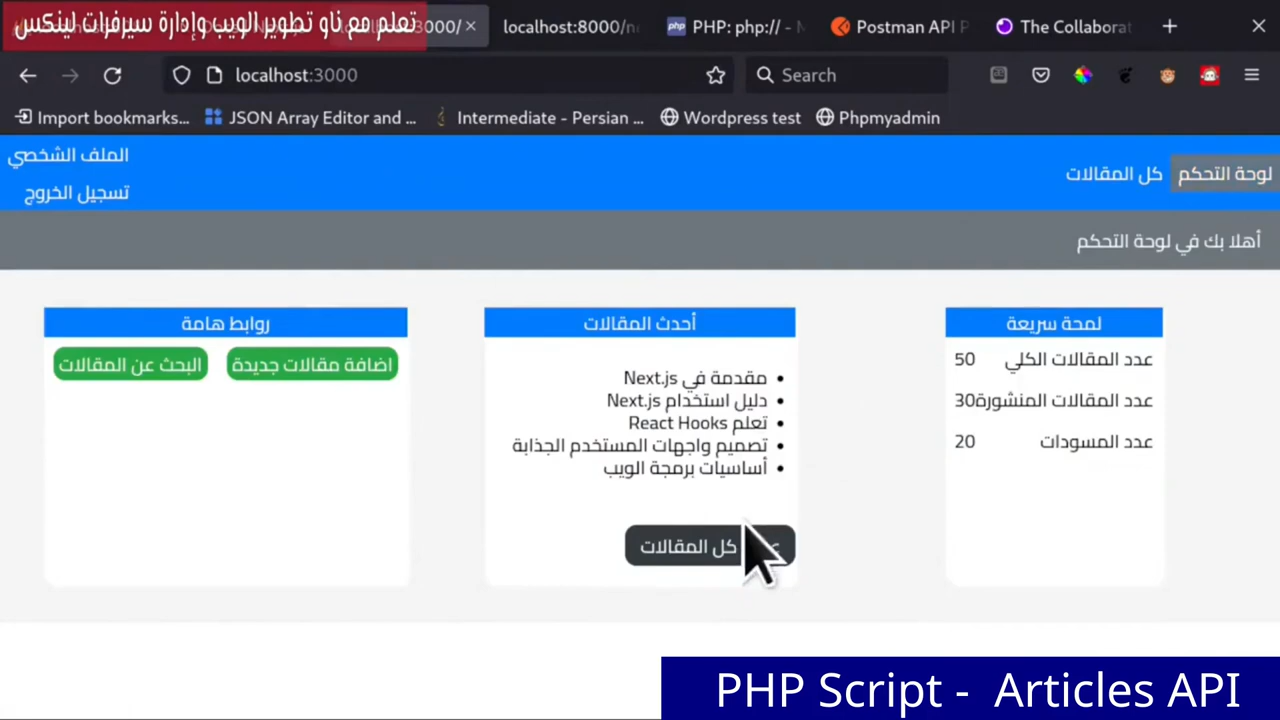 تعلم مع ناو تطوير الويب وإدارة سيرفرات لينكس
3000/
localhost:8000/n
PHP: php:// - M
Postman API P
The Collaborat
localhost:3000
Search
Import bookmarks...
JSON Array Editor and ...
Intermediate - Persian ...
Wordpress test
Phpmyadmin
لوحة التحكم
كل المقالات
الملف الشخصي
تسجيل الخروج
أهلا بك في لوحة التحكم
لمحة سريعة
عدد المقالات الكلي 50
عدد المقالات المنشورة30
عدد المسودات 20
أحدث المقالات
مقدمة في Next.js
دليل استخدام Next.js
تعلم React Hooks
تصميم واجهات المستخدم الجذابة
أساسيات برمجة الويب
كل المقالات
روابط هامة
اضافة مقالات جديدة
البحث عن المقالات
PHP Script - Articles API